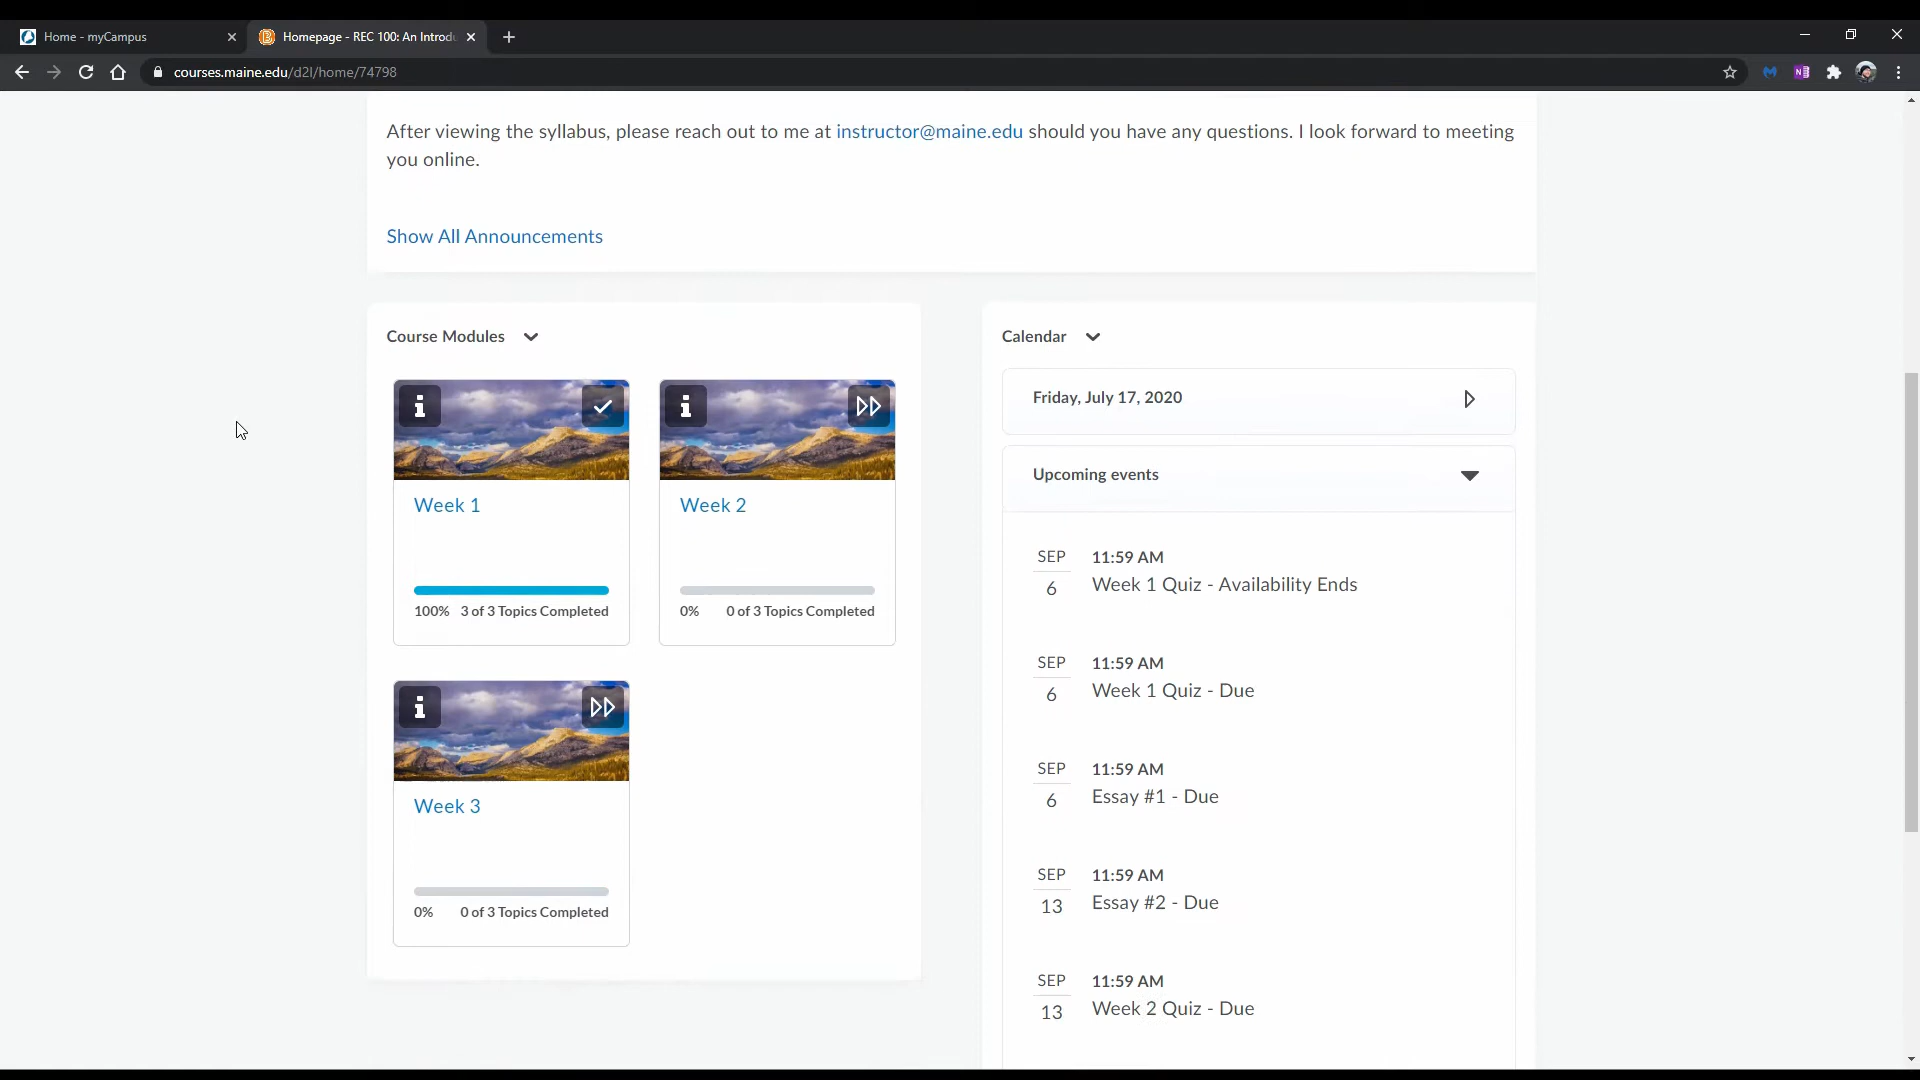 Home - myCampus
Homepage - REC 100: An Introdu
courses.maine.edu/d2l/home/74798
After viewing the syllabus, please reach out to me at instructor@maine.edu should you have any questions. I look forward to meeting
you online.
Show All Announcements
Course Modules
Week 1
100% 3 of 3 Topics Completed
Week 2
0% 0 of 3 Topics Completed
Week 3
0% 0 of 3 Topics Completed
Calendar
Friday, July 17, 2020
Upcoming events
SEP
6
11:59 AM
Week 1 Quiz - Availability Ends
SEP
6
11:59 AM
Week 1 Quiz - Due
SEP
6
11:59 AM
Essay #1 - Due
SEP
13
11:59 AM
Essay #2 - Due
SEP
13
11:59 AM
Week 2 Quiz - Due